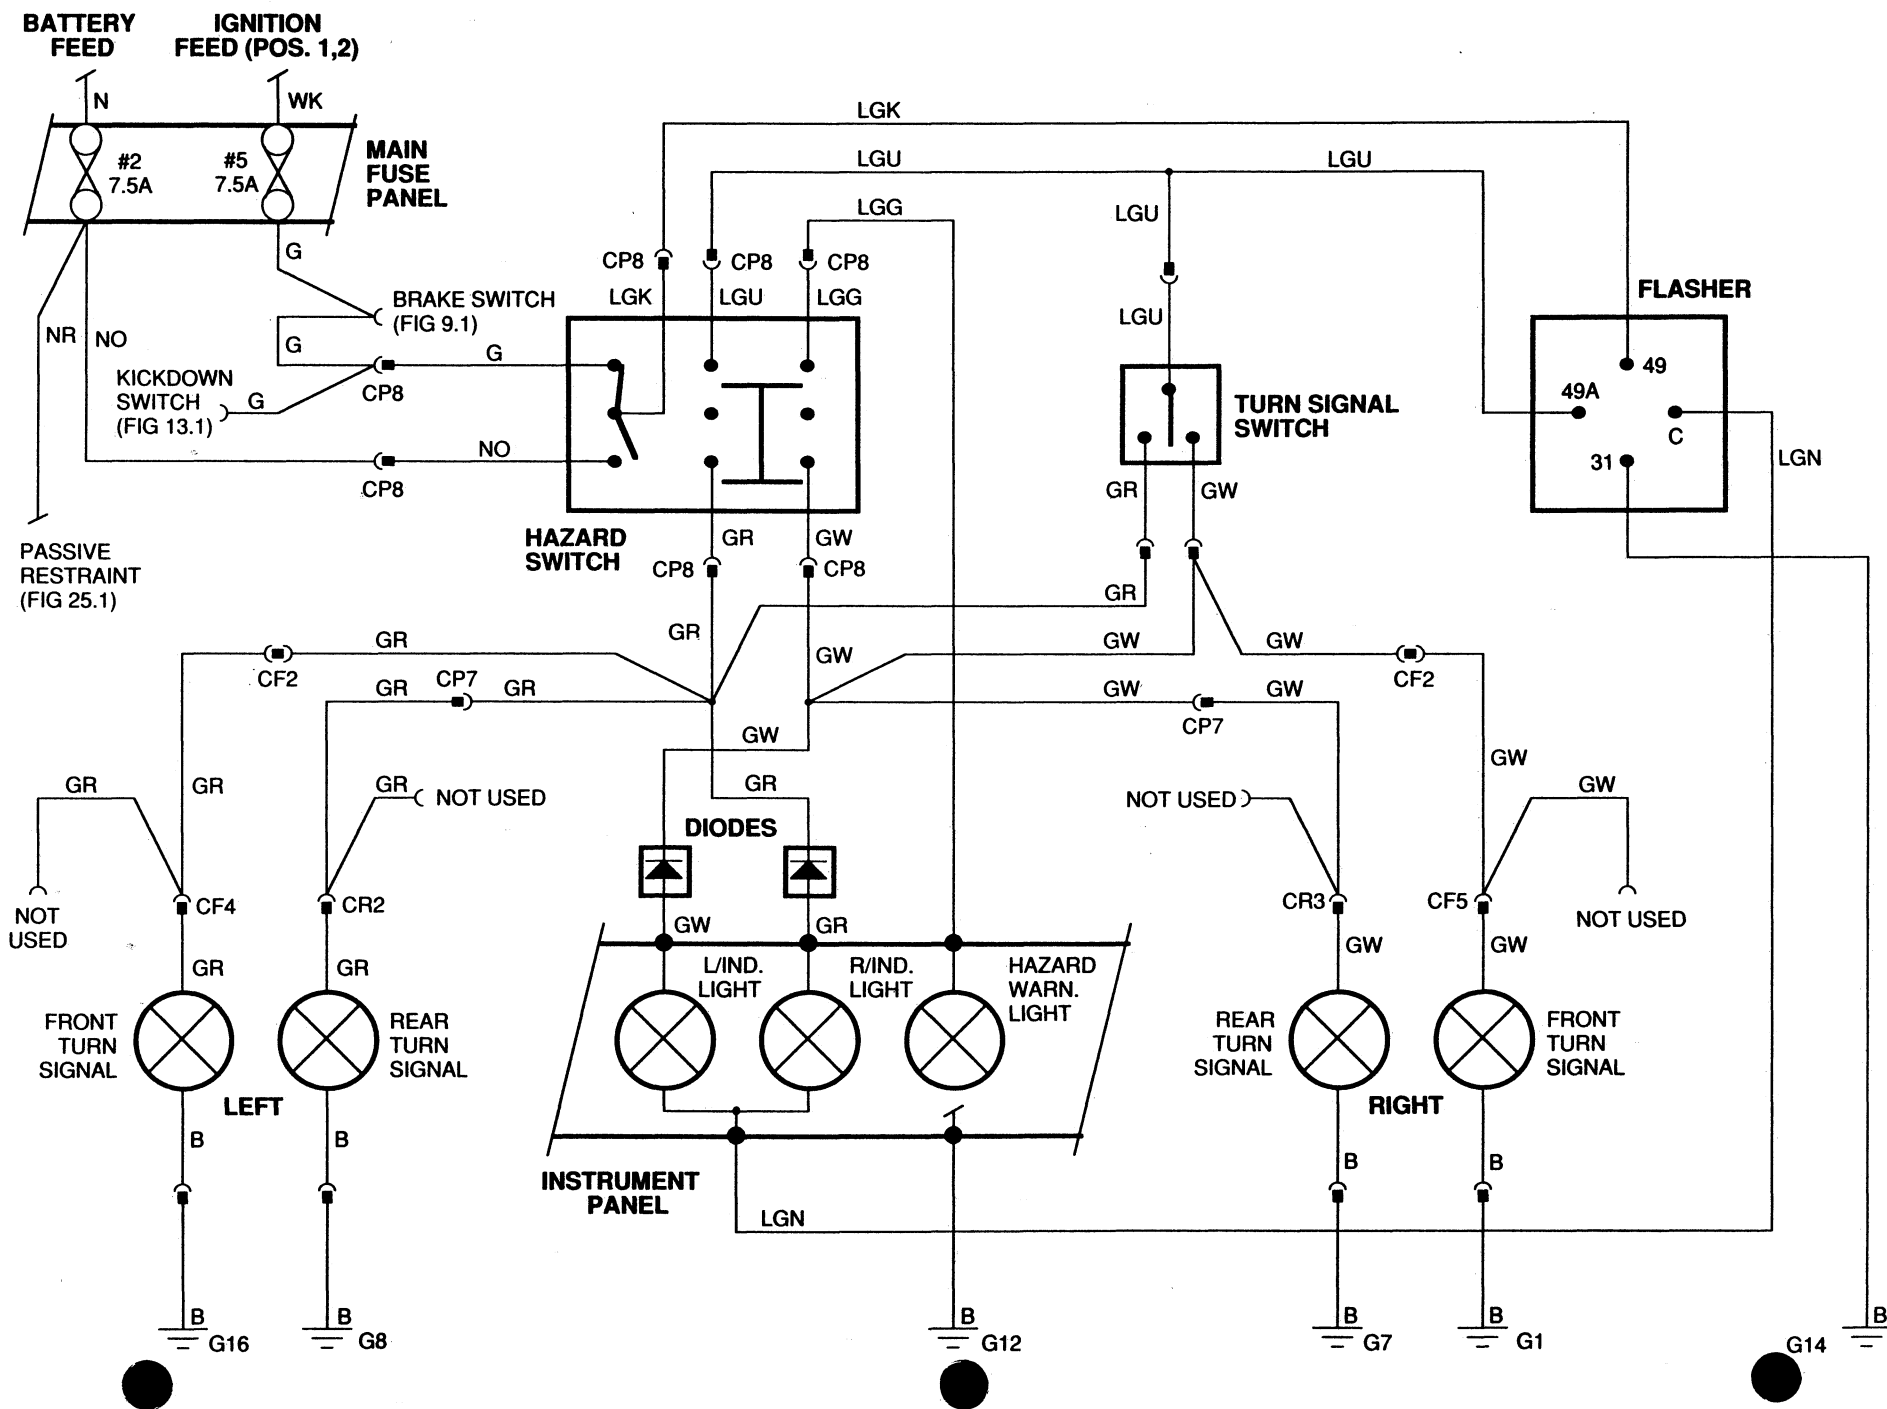 BATTERY
FEED
IGNITION
FEED (POS. 1,2)
N
WK
#2
7.5A
#5
7.5A
MAIN
FUSE
PANEL
LGK
LGU
LGU
LGG
LGU
G
CP8
CP8
CP8
LGK
LGU
LGG
BRAKE SWITCH
(FIG 9.1)
LGU
FLASHER
NR
NO
G
G
KICKDOWN
SWITCH
(FIG 13.1)
G
CP8
NO
CP8
TURN SIGNAL
SWITCH
49
49A
C
31
LGN
GR
GW
HAZARD
SWITCH
GR
GW
CP8
CP8
PASSIVE
RESTRAINT
(FIG 25.1)
GR
GR
GR
GW
GW
GW
CF2
CF2
GR
CP7
GR
GW
GW
CP7
GW
GW
GR
GR
GR
NOT USED
GR
NOT USED
GW
DIODES
NOT
USED
CF4
CR2
CR3
CF5
NOT USED
GW
GR
GW
GW
GR
GR
L/IND.
LIGHT
R/IND.
LIGHT
HAZARD
WARN.
LIGHT
FRONT
TURN
SIGNAL
REAR
TURN
SIGNAL
REAR
TURN
SIGNAL
FRONT
TURN
SIGNAL
LEFT
RIGHT
B
B
B
B
INSTRUMENT
PANEL
LGN
B
G16
B
G8
B
G12
B
G7
B
G1
B
G14